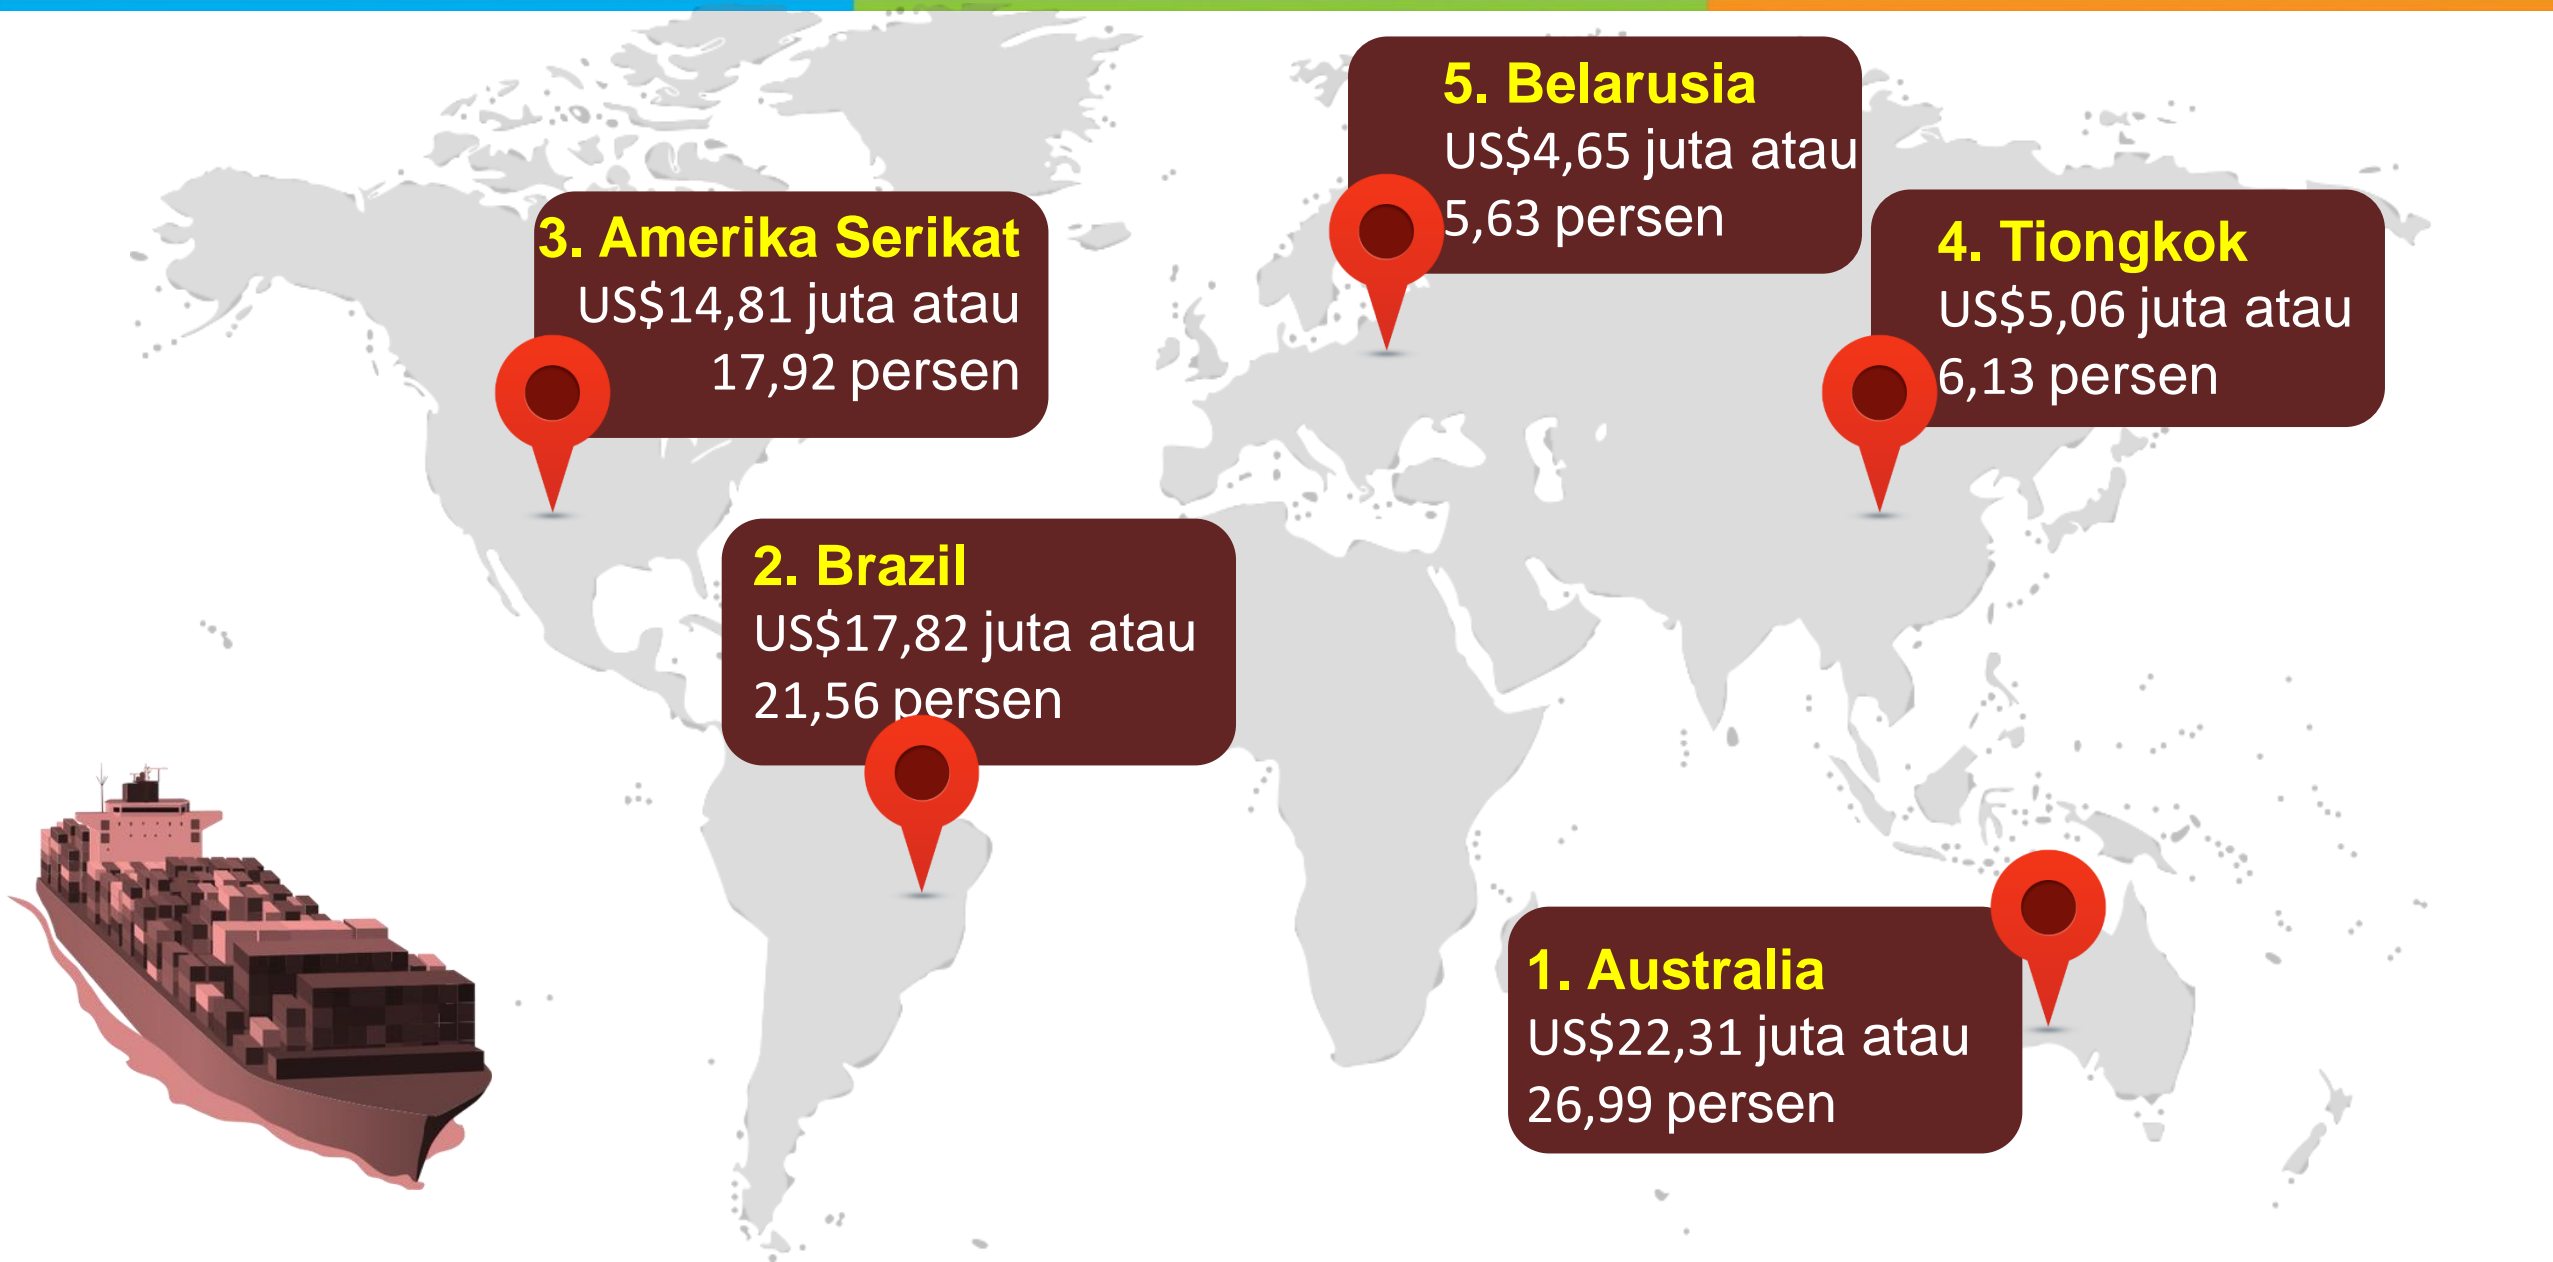 5. Belarusia
US$4,65 juta atau
5,63 persen
3. Amerika Serikat
US$14,81 juta atau
17,92 persen
4. Tiongkok
US$5,06 juta atau
6,13 persen
2. Brazil
US$17,82 juta atau
21,56 persen
1. Australia
US$22,31 juta atau
26,99 persen